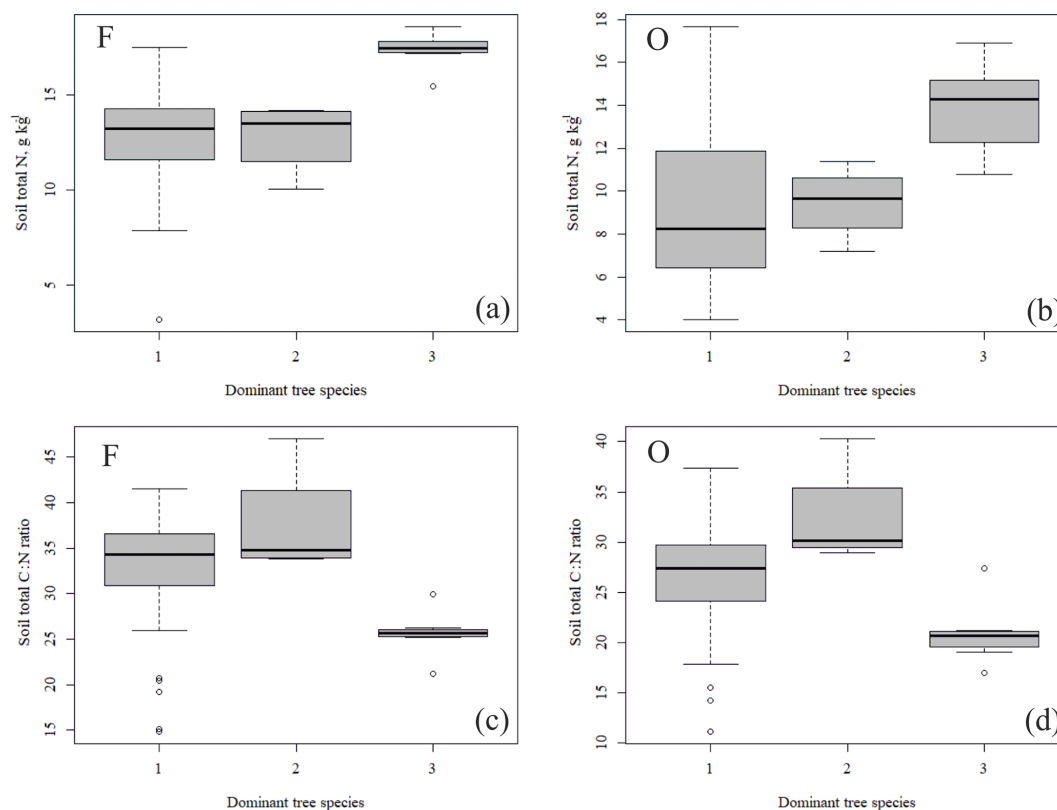 F
Soil total N, g kg-1
15
10
5
(a)
1 2 3
Dominant tree species
O
Soil total N, g kg-1
18
16
14
12
10
8
6
4
(b)
1 2 3
Dominant tree species
F
Soil total C:N ratio
45
40
35
30
25
20
15
(c)
1 2 3
Dominant tree species
O
Soil total C:N ratio
40
35
30
25
20
15
10
(d)
1 2 3
Dominant tree species